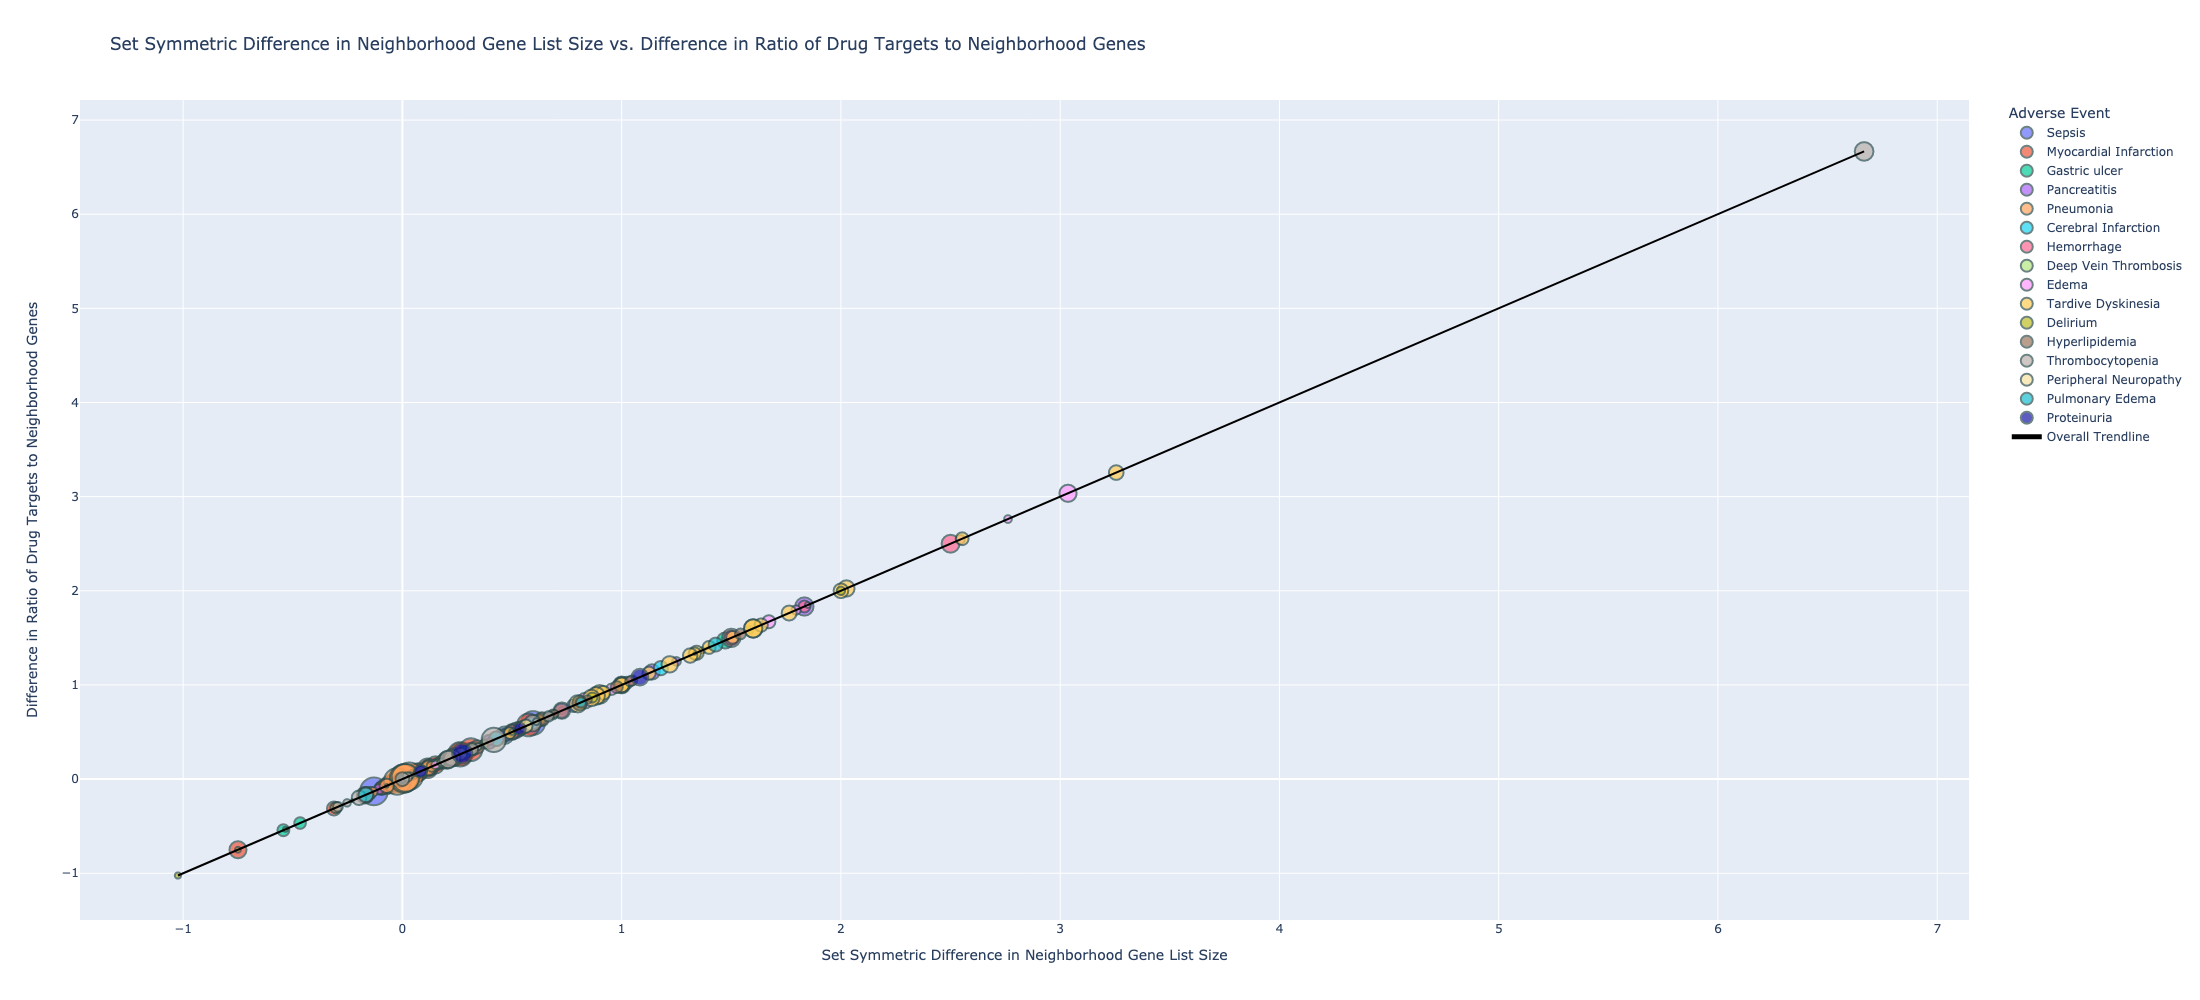 Set Symmetric Difference in Neighborhood Gene List Size vs. Difference in Ratio of Drug Targets to Neighborhood Genes
Difference in Ratio of Drug Targets to Neighborhood Genes
7
6
5
4
3
2
1
0
−1
−1
0
1
2
3
4
5
6
7
Set Symmetric Difference in Neighborhood Gene List Size
Adverse Event
Sepsis
Myocardial Infarction
Gastric ulcer
Pancreatitis
Pneumonia
Cerebral Infarction
Hemorrhage
Deep Vein Thrombosis
Edema
Tardive Dyskinesia
Delirium
Hyperlipidemia
Thrombocytopenia
Peripheral Neuropathy
Pulmonary Edema
Proteinuria
Overall Trendline